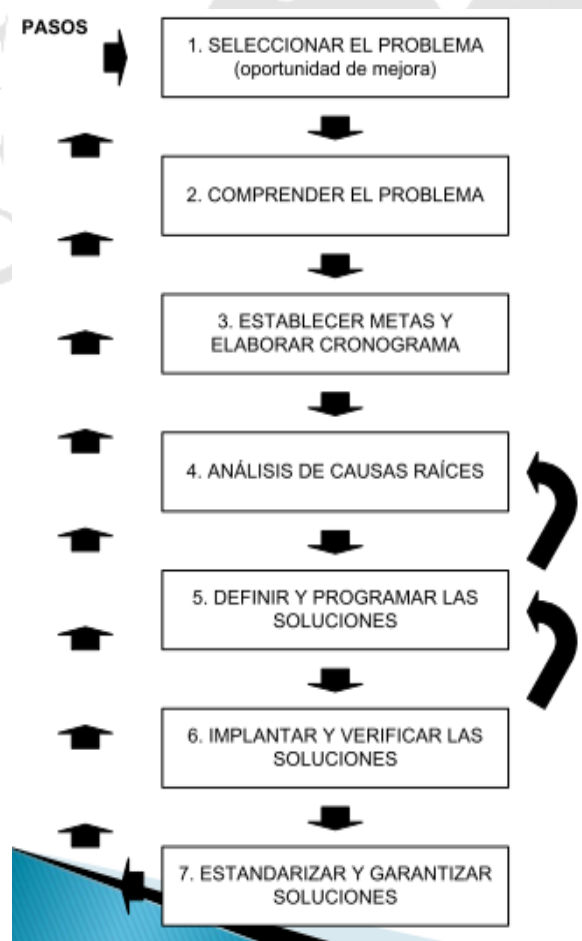 PASOS
1. SELECCIONAR EL PROBLEMA
(oportunidad de mejora)
2. COMPRENDER EL PROBLEMA
3. ESTABLECER METAS Y
ELABORAR CRONOGRAMA
4. ANÁLISIS DE CAUSAS RAÍCES
5. DEFINIR Y PROGRAMAR LAS
SOLUCIONES
6. IMPLANTAR Y VERIFICAR LAS
SOLUCIONES
7. ESTANDARIZAR Y GARANTIZAR
SOLUCIONES